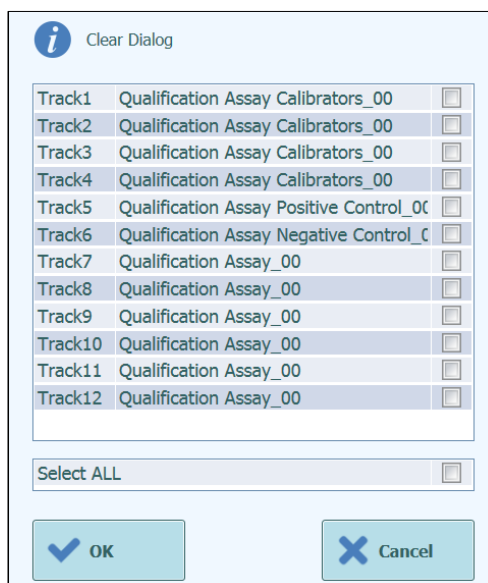 Clear Dialog
Track1 Qualification Assay Calibrators_00
Track2 Qualification Assay Calibrators_00
Track3 Qualification Assay Calibrators_00
Track4 Qualification Assay Calibrators_00
Track5 Qualification Assay Positive Control_0
Track6 Qualification Assay Negative Control_
Track7 Qualification Assay_00
Track8 Qualification Assay_00
Track9 Qualification Assay_00
Track10 Qualification Assay_00
Track11 Qualification Assay_00
Track12 Qualification Assay_00
Select ALL
OK
Cancel